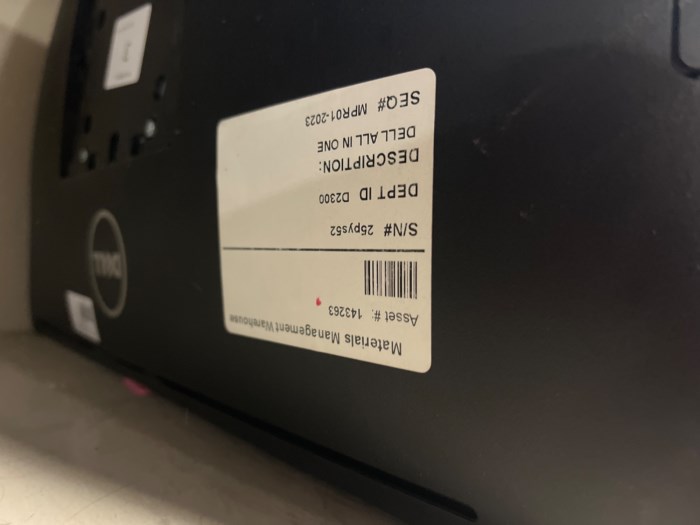 Materials Management Warehouse
Asset #: 143263
S/N# 25pys52
DEPT ID D2300
DESCRIPTION:
DELL ALL IN ONE
SEQ# MPR01-2023
DELL